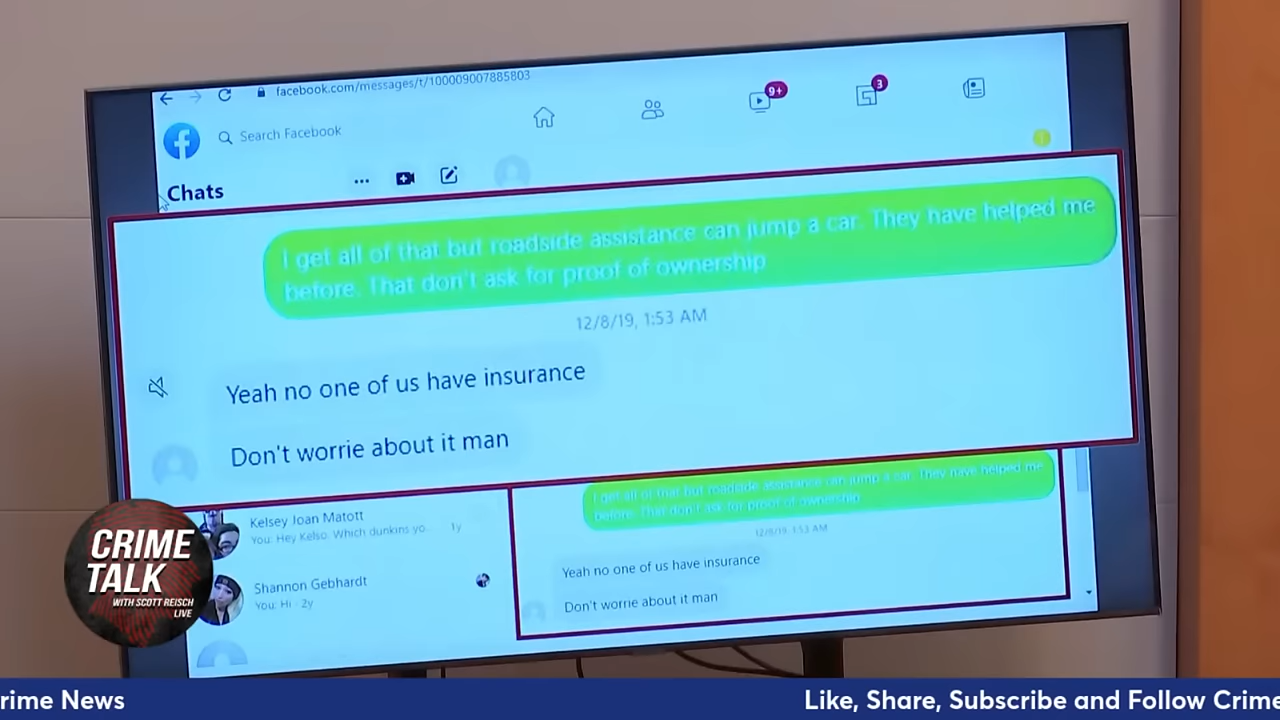 facebook.com/messages/t/100009007885803
Search Facebook
9+
3
Chats
I get all of that but roadside assistance can jump a car. They have helped me
before. That don't ask for proof of ownership
12/8/19, 1:53 AM
Yeah no one of us have insurance
Don't worrie about it man
Kelsey Joan Matott
You: Hey Kelso. Which dunkins yo... 1y
Shannon Gebhardt
You: Hi · 2y
I get all of that but roadside assistance can jump a car. They have helped me
before. That don't ask for proof of ownership
12/8/19, 1:53 AM
Yeah no one of us have insurance
Don't worrie about it man
CRIME
TALK
WITH SCOTT REISCH
LIVE
rime News
Like, Share, Subscribe and Follow Crime